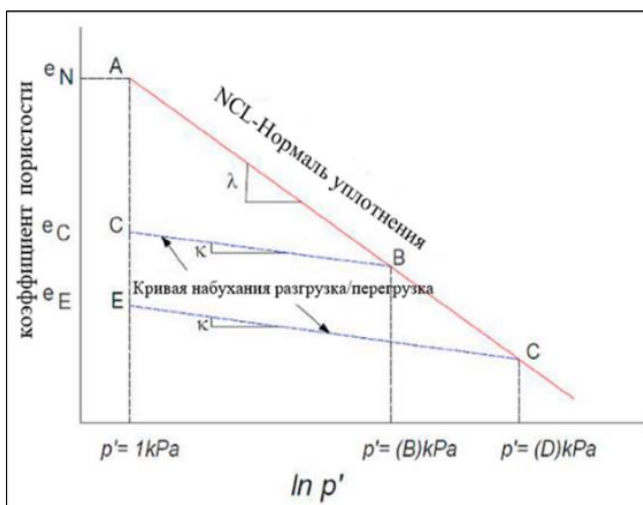 коэффициент пористости
e N
A
NCL-Нормаль уплотнения
λ
e C
C
κ
B
Кривая набухания разгрузка/перегрузка
e E
E
κ
C
p'= 1kPa
p'= (B)kPa
p'= (D)kPa
ln p'